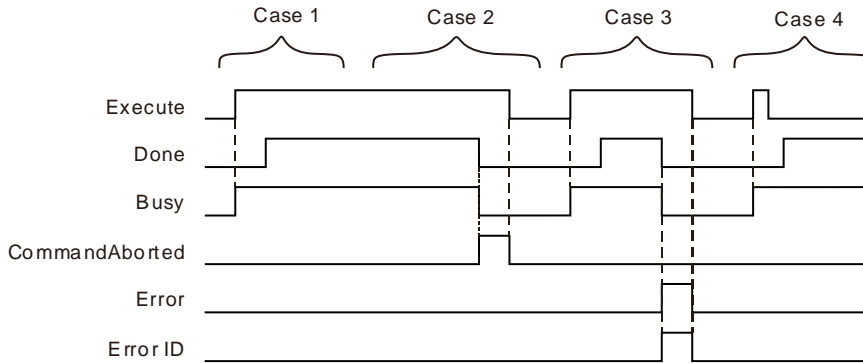 Case 1 Case 2 Case 3 Case 4
Execute
Done
Busy
CommandAborted
Error
Error ID